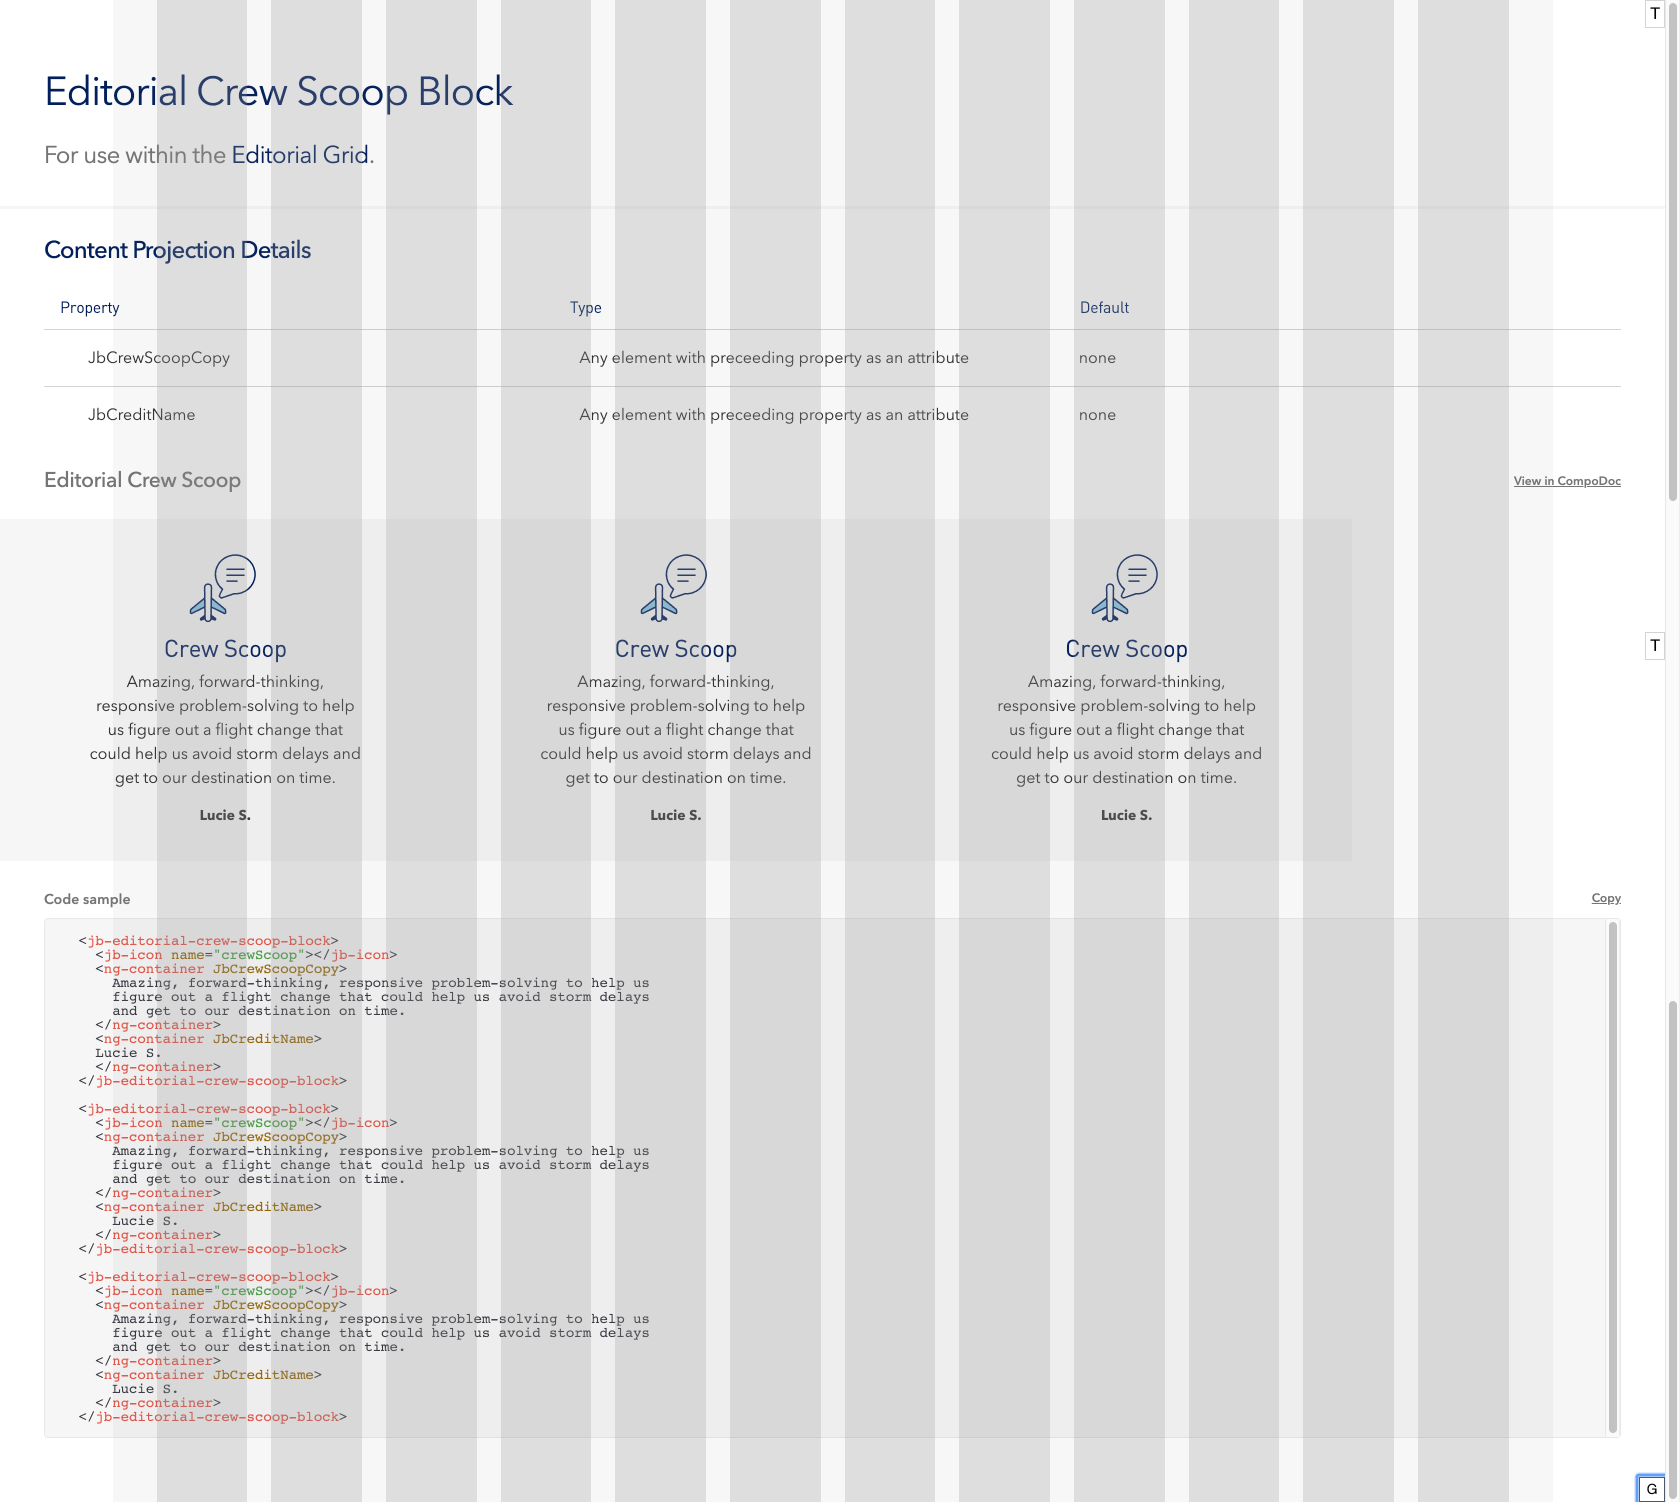 T
Editorial Crew Scoop Block
For use within the Editorial Grid.
Content Projection Details
Property Type Default
JbCrewScoopCopy Any element with preceeding property as an attribute none
JbCreditName Any element with preceeding property as an attribute none
Editorial Crew Scoop View in CompoDoc
T
Crew Scoop
Amazing, forward-thinking,
responsive problem-solving to help
us figure out a flight change that
could help us avoid storm delays and
get to our destination on time.
Lucie S.
Crew Scoop
Amazing, forward-thinking,
responsive problem-solving to help
us figure out a flight change that
could help us avoid storm delays and
get to our destination on time.
Lucie S.
Crew Scoop
Amazing, forward-thinking,
responsive problem-solving to help
us figure out a flight change that
could help us avoid storm delays and
get to our destination on time.
Lucie S.
Code sample Copy
<jb-editorial-crew-scoop-block>
<jb-icon name="crewScoop"></jb-icon>
<ng-container JbCrewScoopCopy>
Amazing, forward-thinking, responsive problem-solving to help us
figure out a flight change that could help us avoid storm delays
and get to our destination on time.
</ng-container>
<ng-container JbCreditName>
Lucie S.
</ng-container>
</jb-editorial-crew-scoop-block>
<jb-editorial-crew-scoop-block>
<jb-icon name="crewScoop"></jb-icon>
<ng-container JbCrewScoopCopy>
Amazing, forward-thinking, responsive problem-solving to help us
figure out a flight change that could help us avoid storm delays
and get to our destination on time.
</ng-container>
<ng-container JbCreditName>
Lucie S.
</ng-container>
</jb-editorial-crew-scoop-block>
<jb-editorial-crew-scoop-block>
<jb-icon name="crewScoop"></jb-icon>
<ng-container JbCrewScoopCopy>
Amazing, forward-thinking, responsive problem-solving to help us
figure out a flight change that could help us avoid storm delays
and get to our destination on time.
</ng-container>
<ng-container JbCreditName>
Lucie S.
</ng-container>
</jb-editorial-crew-scoop-block>
G